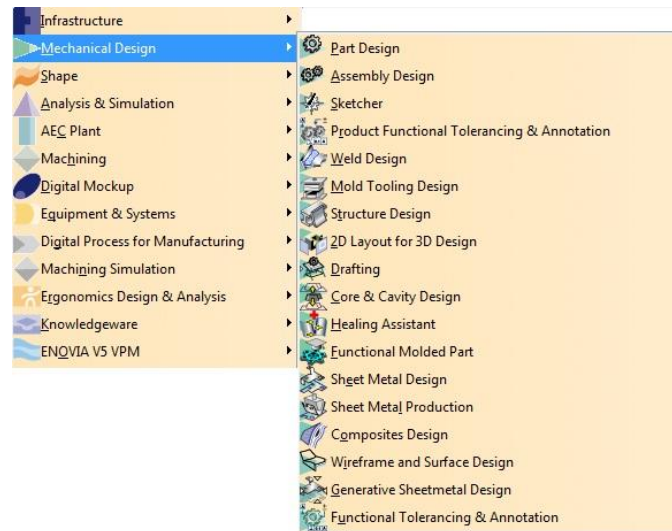 Infrastructure
Mechanical Design
Shape
Analysis & Simulation
AEC Plant
Machining
Digital Mockup
Equipment & Systems
Digital Process for Manufacturing
Machining Simulation
Ergonomics Design & Analysis
Knowledgeware
ENOVIA V5 VPM
Part Design
Assembly Design
Sketcher
Product Functional Tolerancing & Annotation
Weld Design
Mold Tooling Design
Structure Design
2D Layout for 3D Design
Drafting
Core & Cavity Design
Healing Assistant
Functional Molded Part
Sheet Metal Design
Sheet Metal Production
Composites Design
Wireframe and Surface Design
Generative Sheetmetal Design
Functional Tolerancing & Annotation